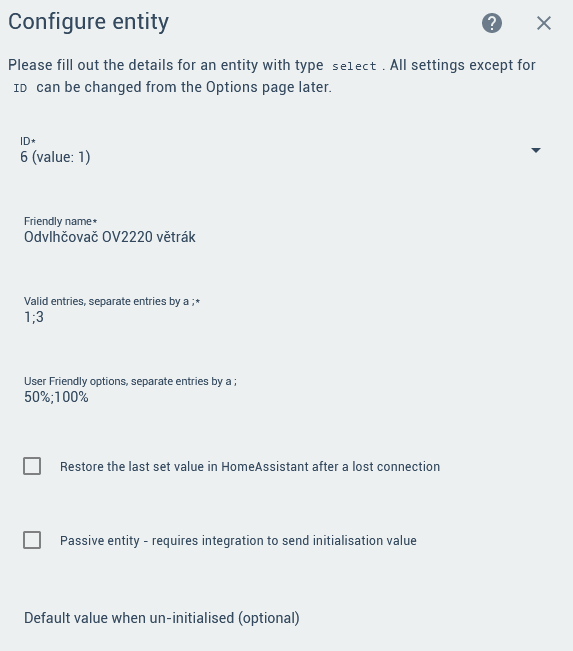 Configure entity
Please fill out the details for an entity with type select . All settings except for
ID can be changed from the Options page later.
ID*
6 (value: 1)
Friendly name*
Odvlhčovač OV2220 větrák
Valid entries, separate entries by a ;*
1;3
User Friendly options, separate entries by a ;
50%;100%
Restore the last set value in HomeAssistant after a lost connection
Passive entity - requires integration to send initialisation value
Default value when un-initialised (optional)